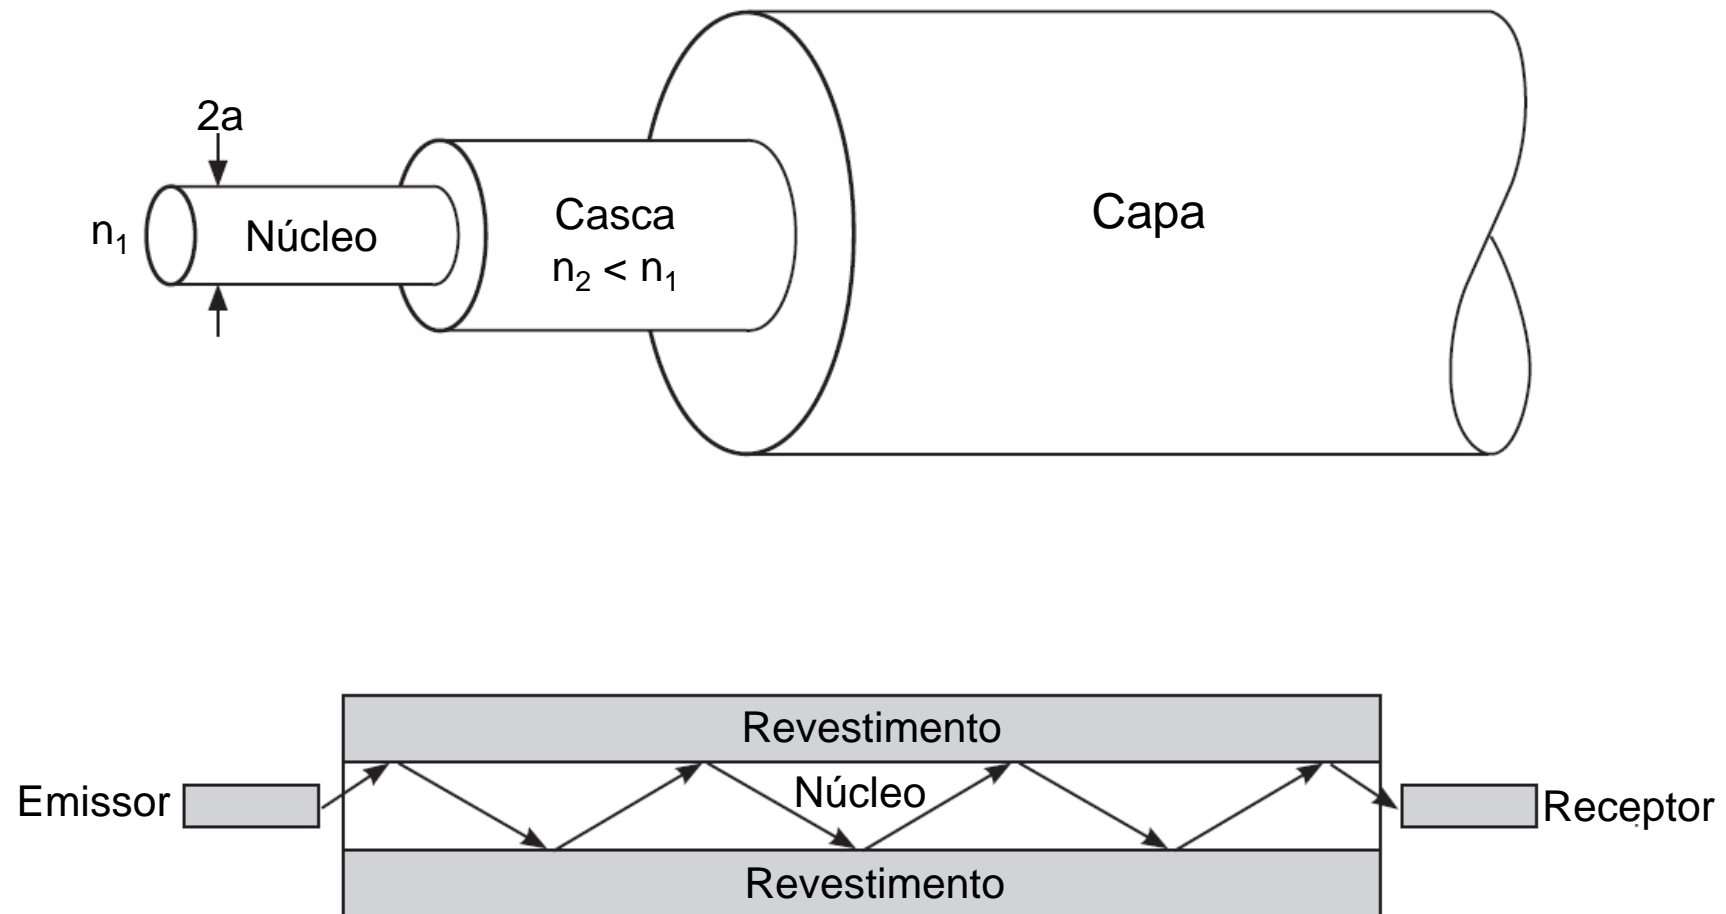 2a
n₁
Núcleo
Casca
n₂ < n₁
Capa
Revestimento
Emissor
Núcleo
Receptor
Revestimento